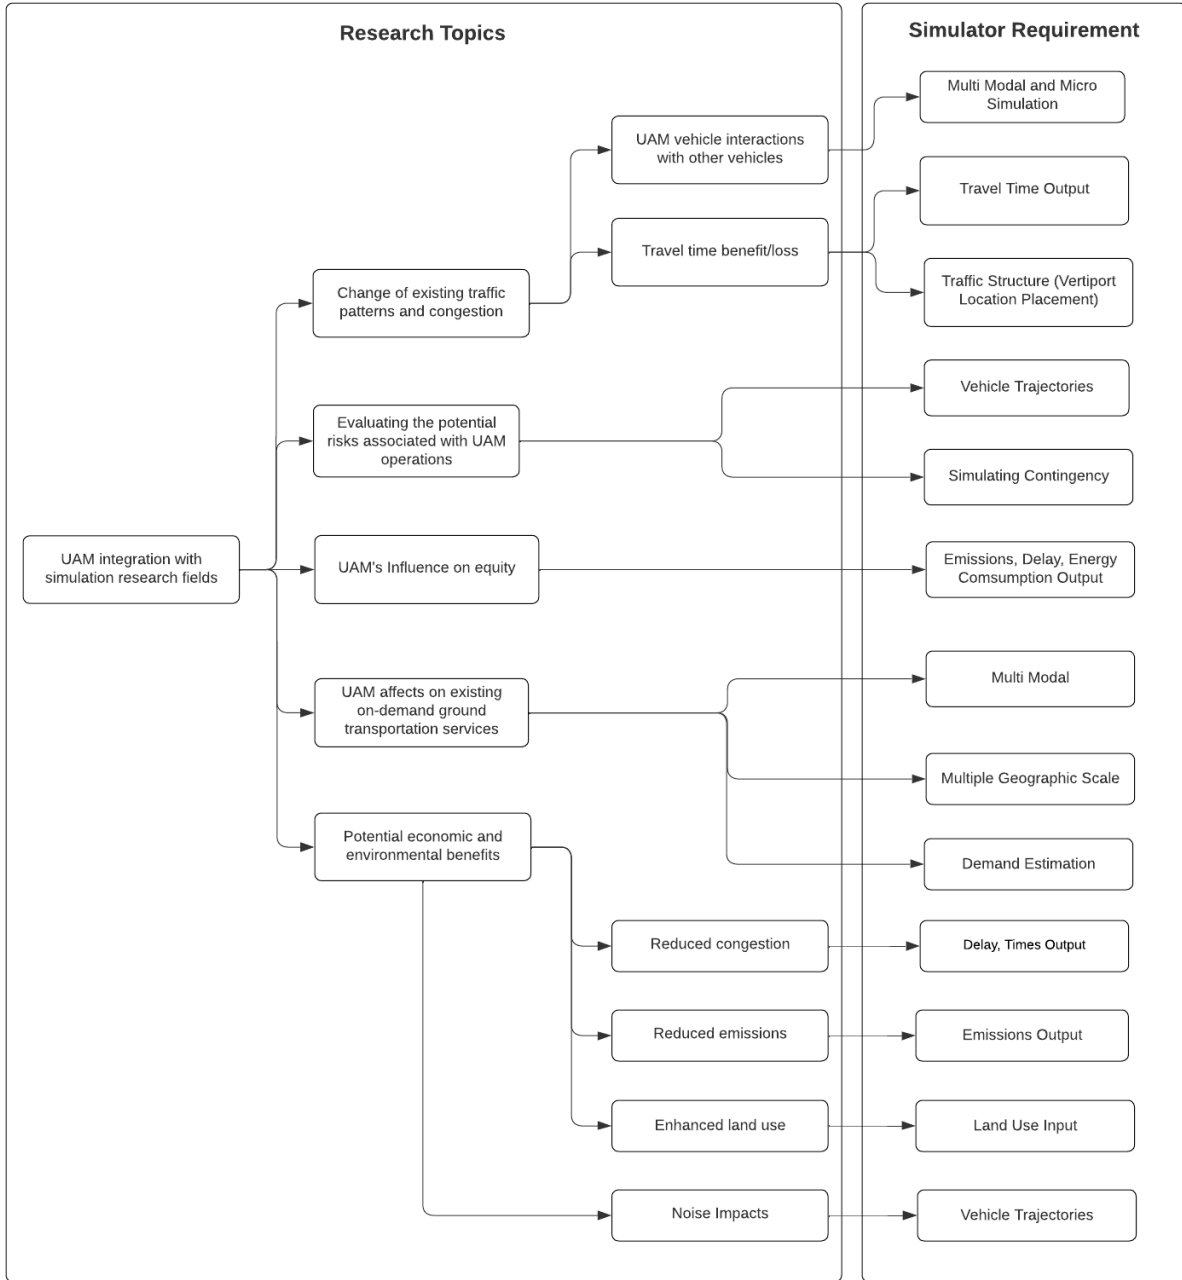 Research Topics
Simulator Requirement
Multi Modal and Micro
Simulation
UAM vehicle interactions
with other vehicles
Travel Time Output
Travel time benefit/loss
Traffic Structure (Vertiport
Location Placement)
Change of existing traffic
patterns and congestion
Vehicle Trajectories
Evaluating the potential
risks associated with UAM
operations
Simulating Contingency
UAM integration with
simulation research fields
UAM's Influence on equity
Emissions, Delay, Energy
Comsumption Output
UAM affects on existing
on-demand ground
transportation services
Multi Modal
Multiple Geographic Scale
Potential economic and
environmental benefits
Demand Estimation
Reduced congestion
Delay, Times Output
Reduced emissions
Emissions Output
Enhanced land use
Land Use Input
Noise Impacts
Vehicle Trajectories